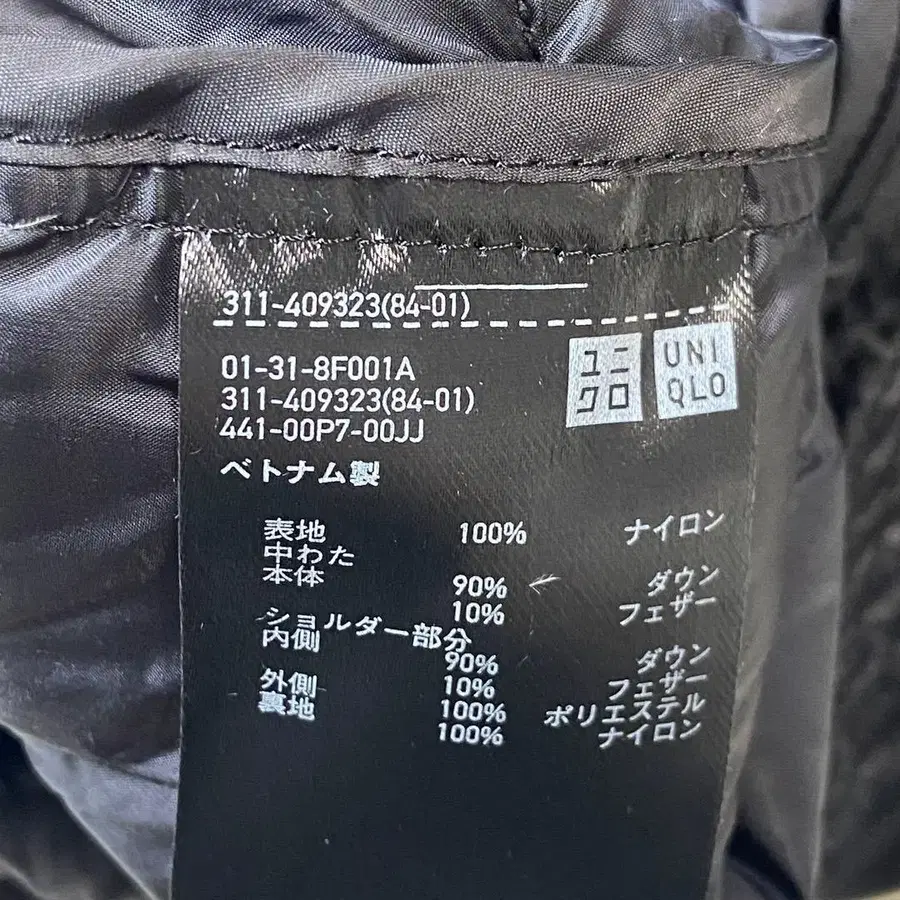 311-409323(84-01)
01-31-8F001A
311-409323(84-01)
441-00P7-00JJ
ユニ
クロ
UNI
QLO
ベトナム製
表地 100% ナイロン
中わた
本体 90% ダウン
10% フェザー
ショルダー部分
内側 90% ダウン
10% フェザー
外側 100% ポリエステル
裏地 100% ナイロン